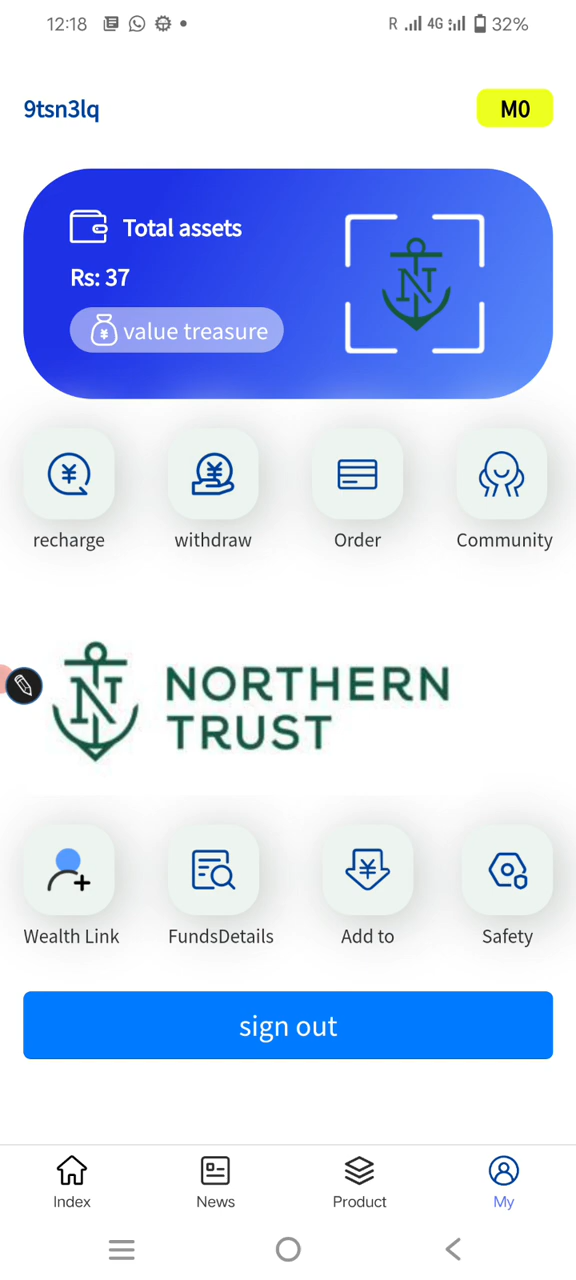 12:18 R 4G 32%
9tsn3lq M0
Total assets
Rs: 37
¥ value treasure
N
¥ ¥
recharge withdraw Order Community
N NORTHERN
TRUST
¥
Wealth Link FundsDetails Add to Safety
sign out
Index News Product My